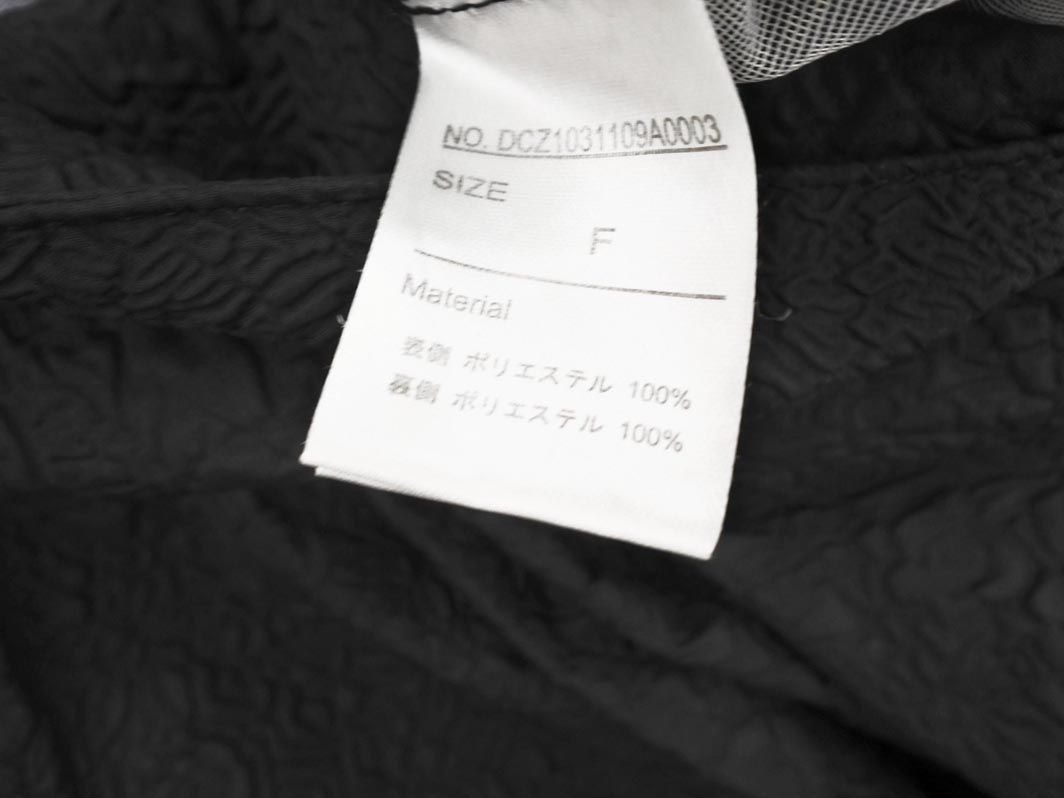 NO. DCZ1031109A0003
SIZE
F
Material
表側 ポリエステル 100%
裏側 ポリエステル 100%